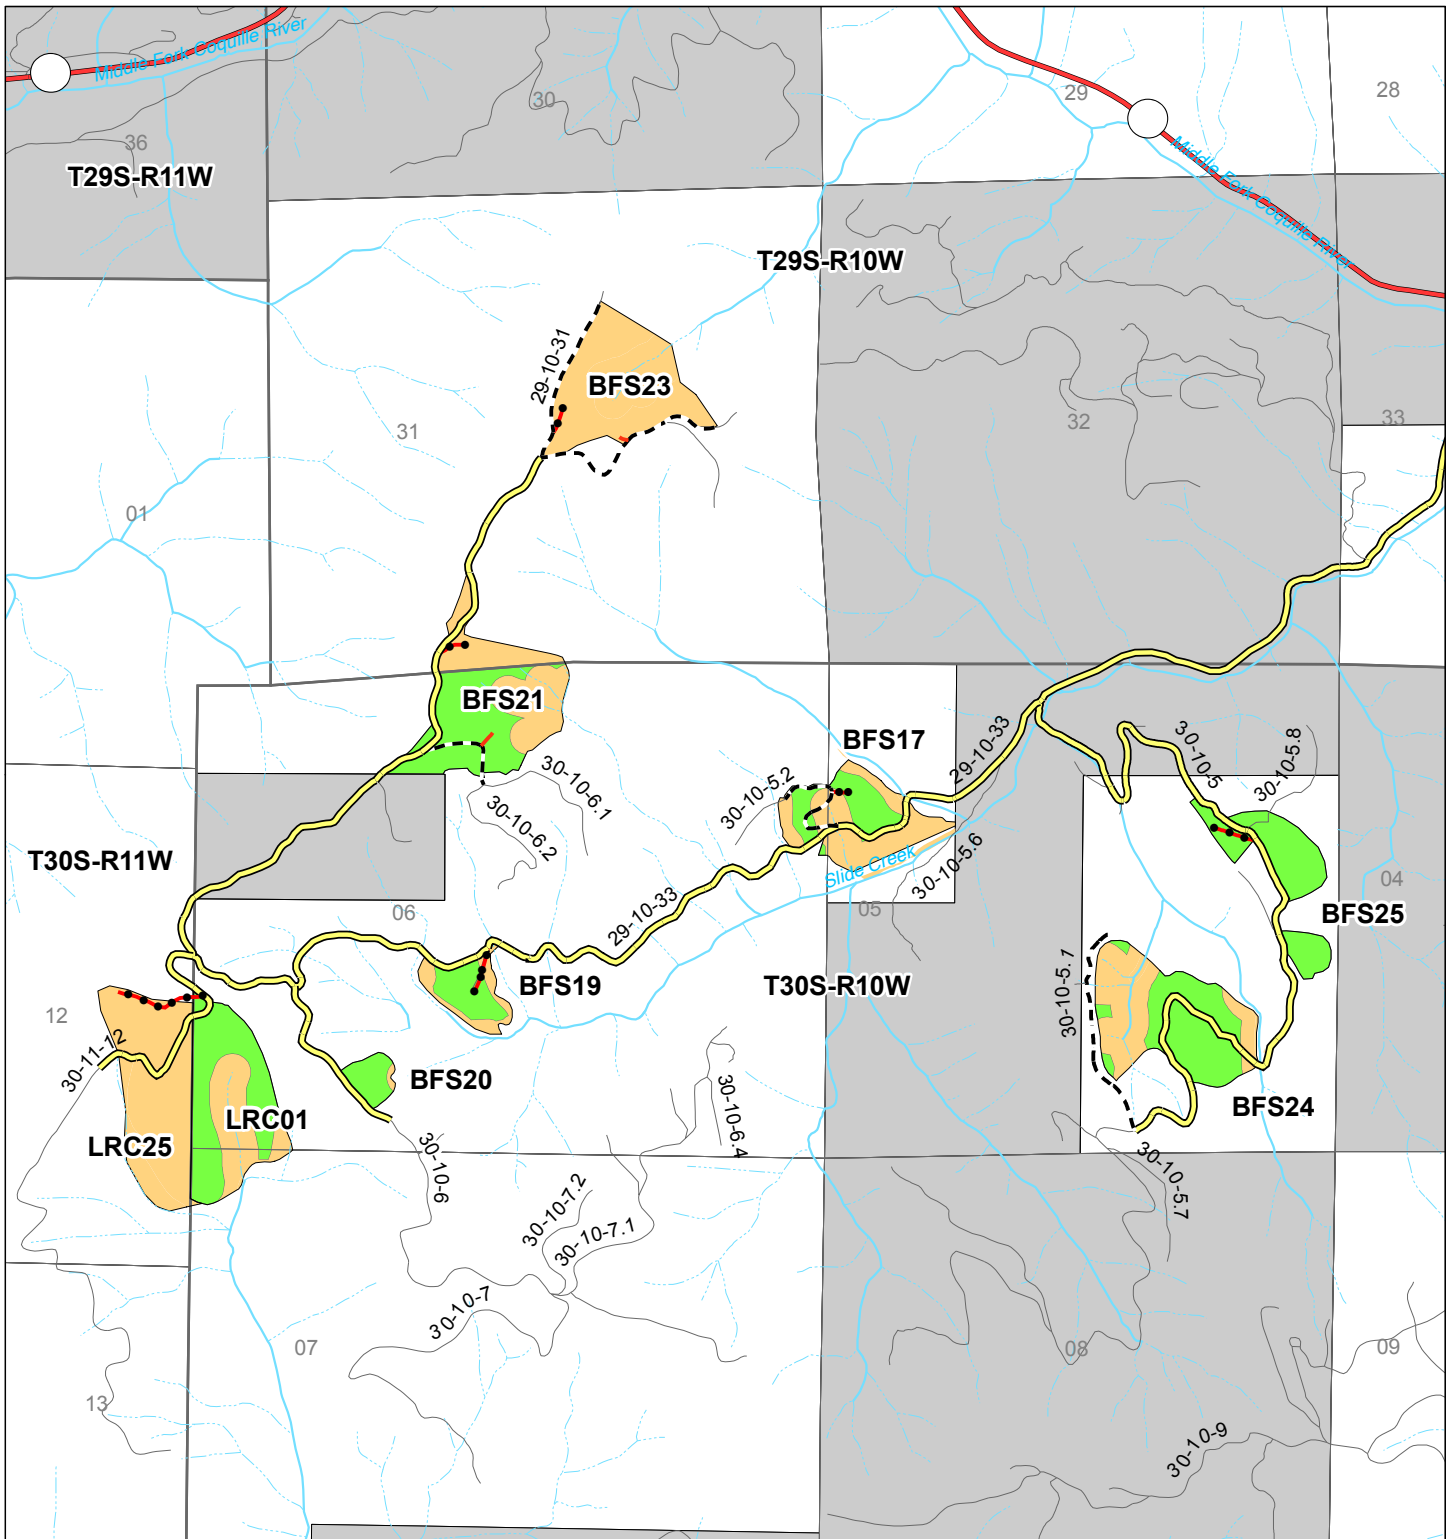 Middle Fork Coquille River
30
29
28
36
T29S-R11W
Middle Fork Coquille River
T29S-R10W
29-10-31
BFS23
31
32
33
01
BFS21
BFS17
29-10-33
30-10-5
30-10-5.8
30-10-5.2
30-10-6.1
30-10-6.2
T30S-R11W
Slide Creek
30-10-5.6
04
06
05
BFS25
29-10-33
BFS19
T30S-R10W
30-10-5.1
12
30-11-12
BFS20
30-10-6.4
BFS24
LRC01
LRC25
30-10-6
30-10-5.7
30-10-7.2
30-10-7.1
30-10-7
07
08
09
13
30-10-9